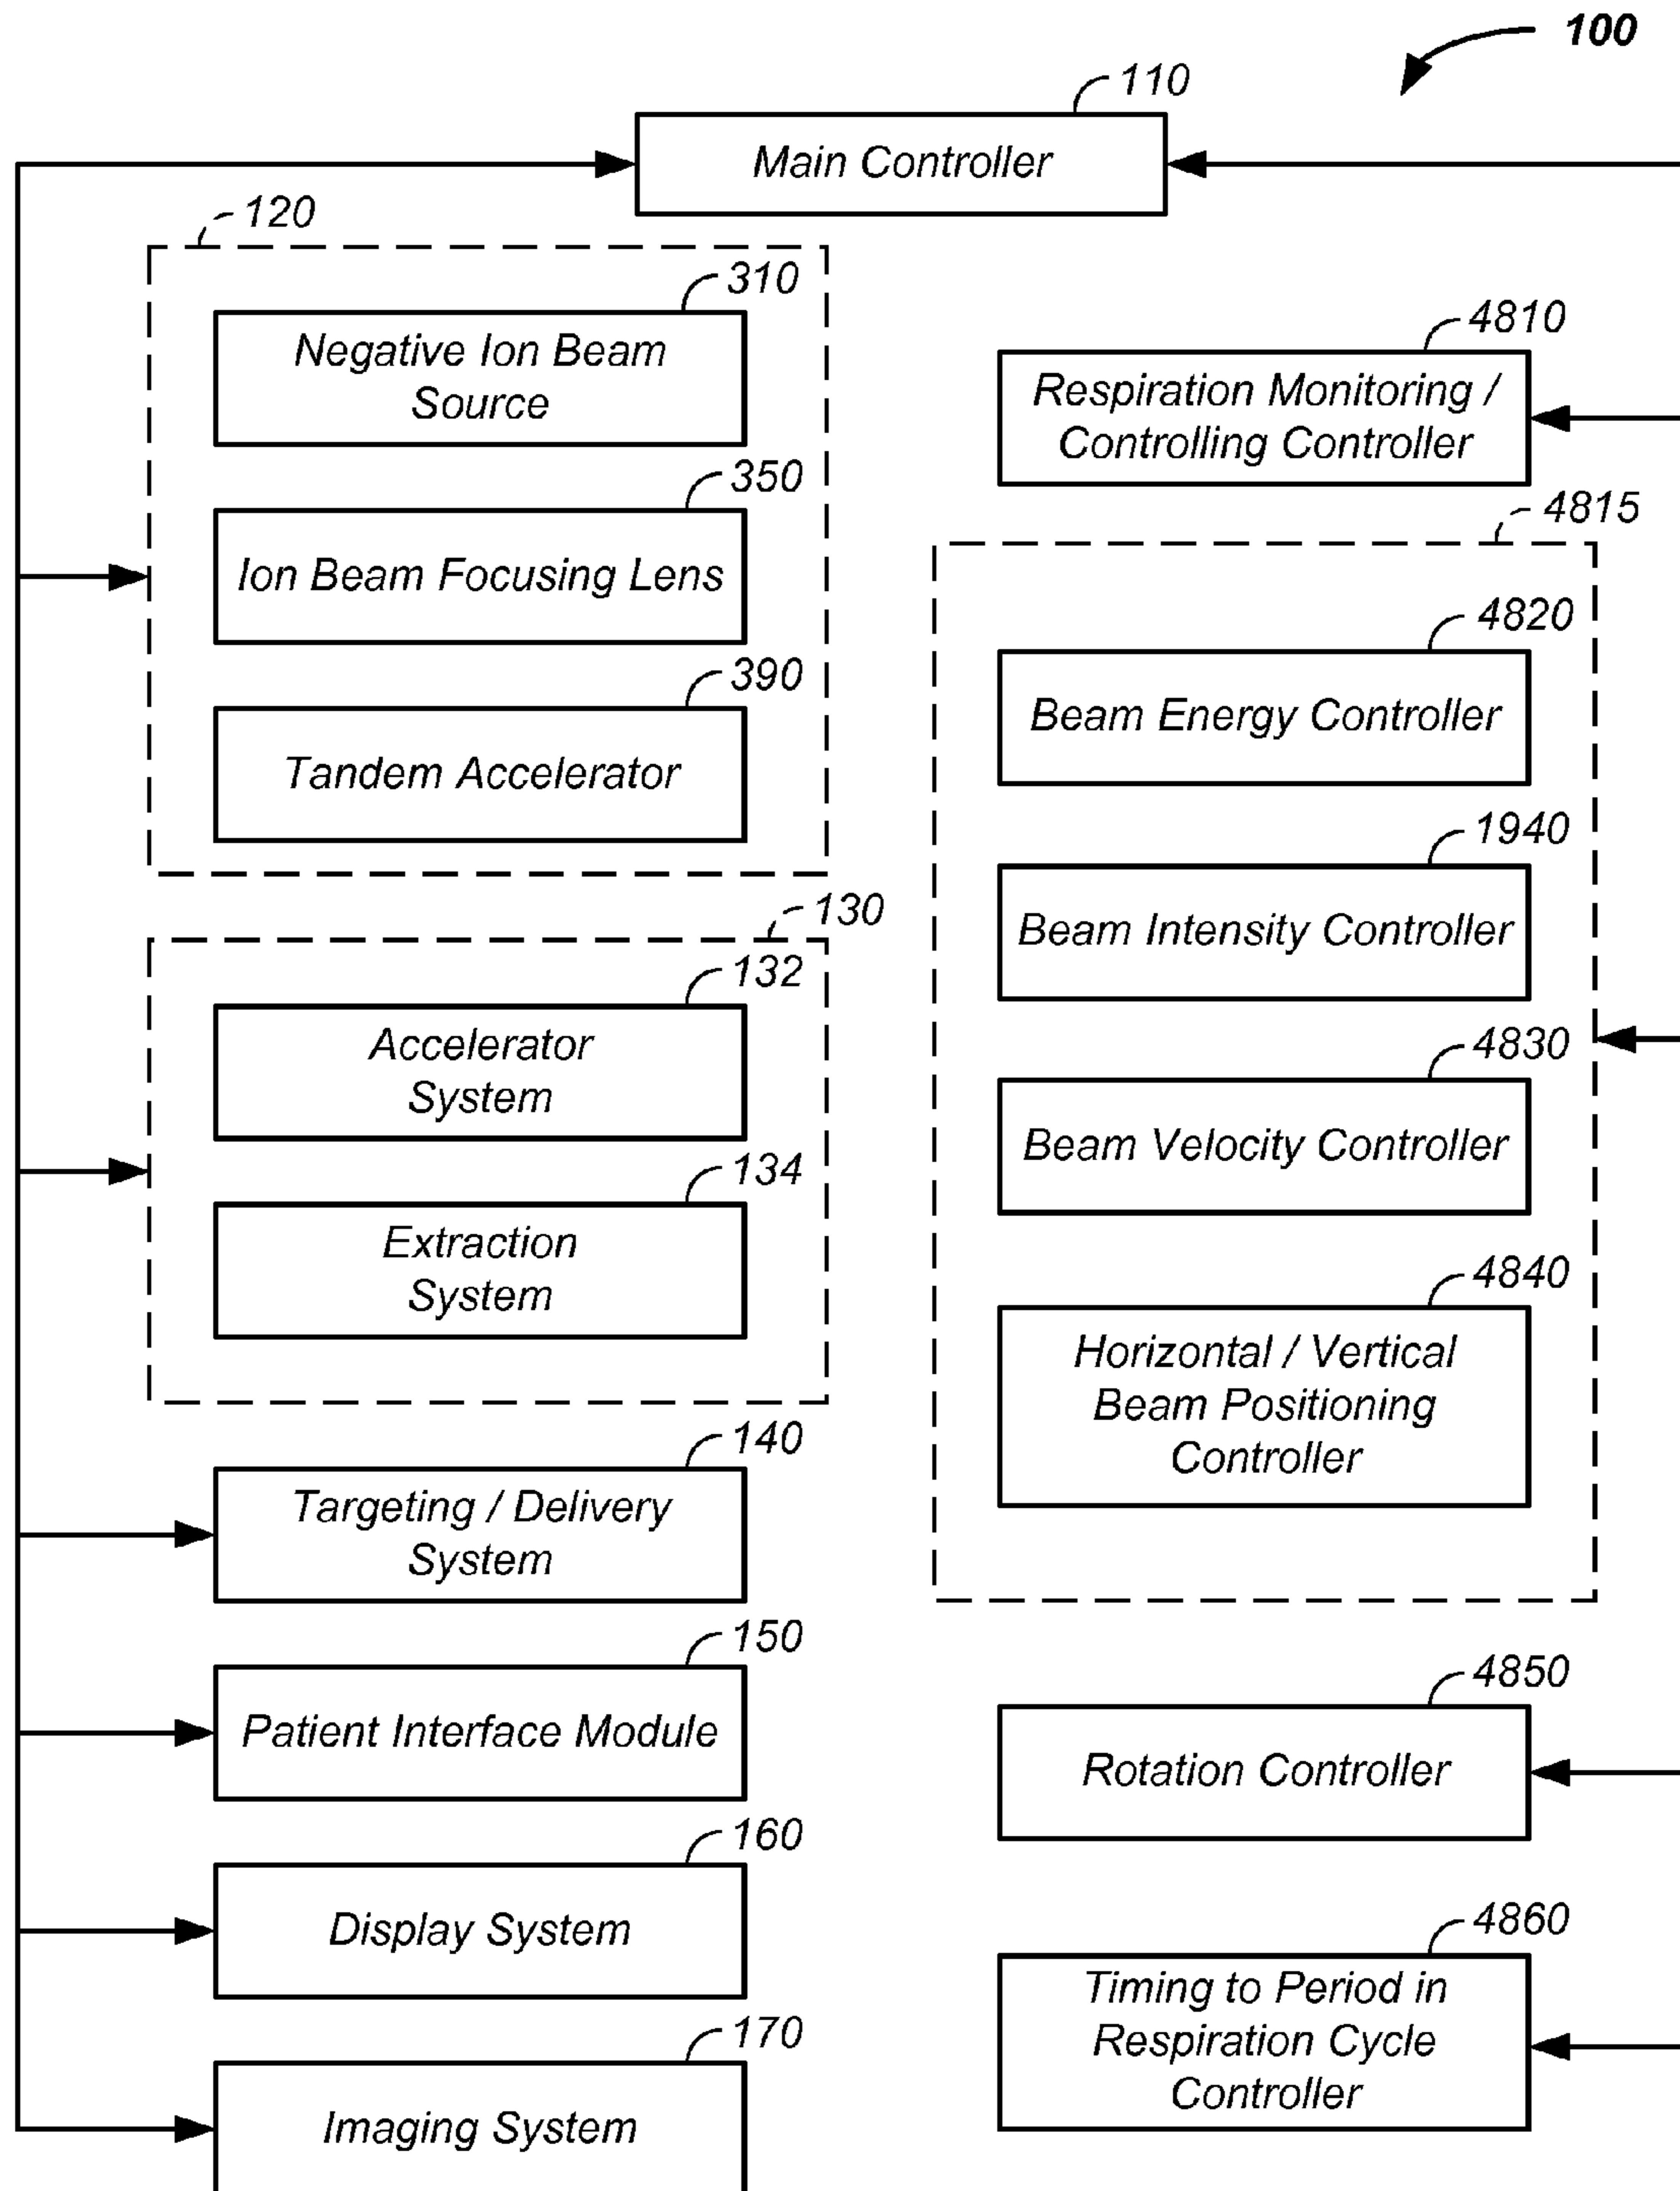 100
110
Main Controller
120
310
Negative Ion Beam
Source
350
Ion Beam Focusing Lens
390
Tandem Accelerator
130
132
Accelerator
System
134
Extraction
System
140
Targeting / Delivery
System
150
Patient Interface Module
160
Display System
170
Imaging System
4810
Respiration Monitoring /
Controlling Controller
4815
4820
Beam Energy Controller
1940
Beam Intensity Controller
4830
Beam Velocity Controller
4840
Horizontal / Vertical
Beam Positioning
Controller
4850
Rotation Controller
4860
Timing to Period in
Respiration Cycle
Controller